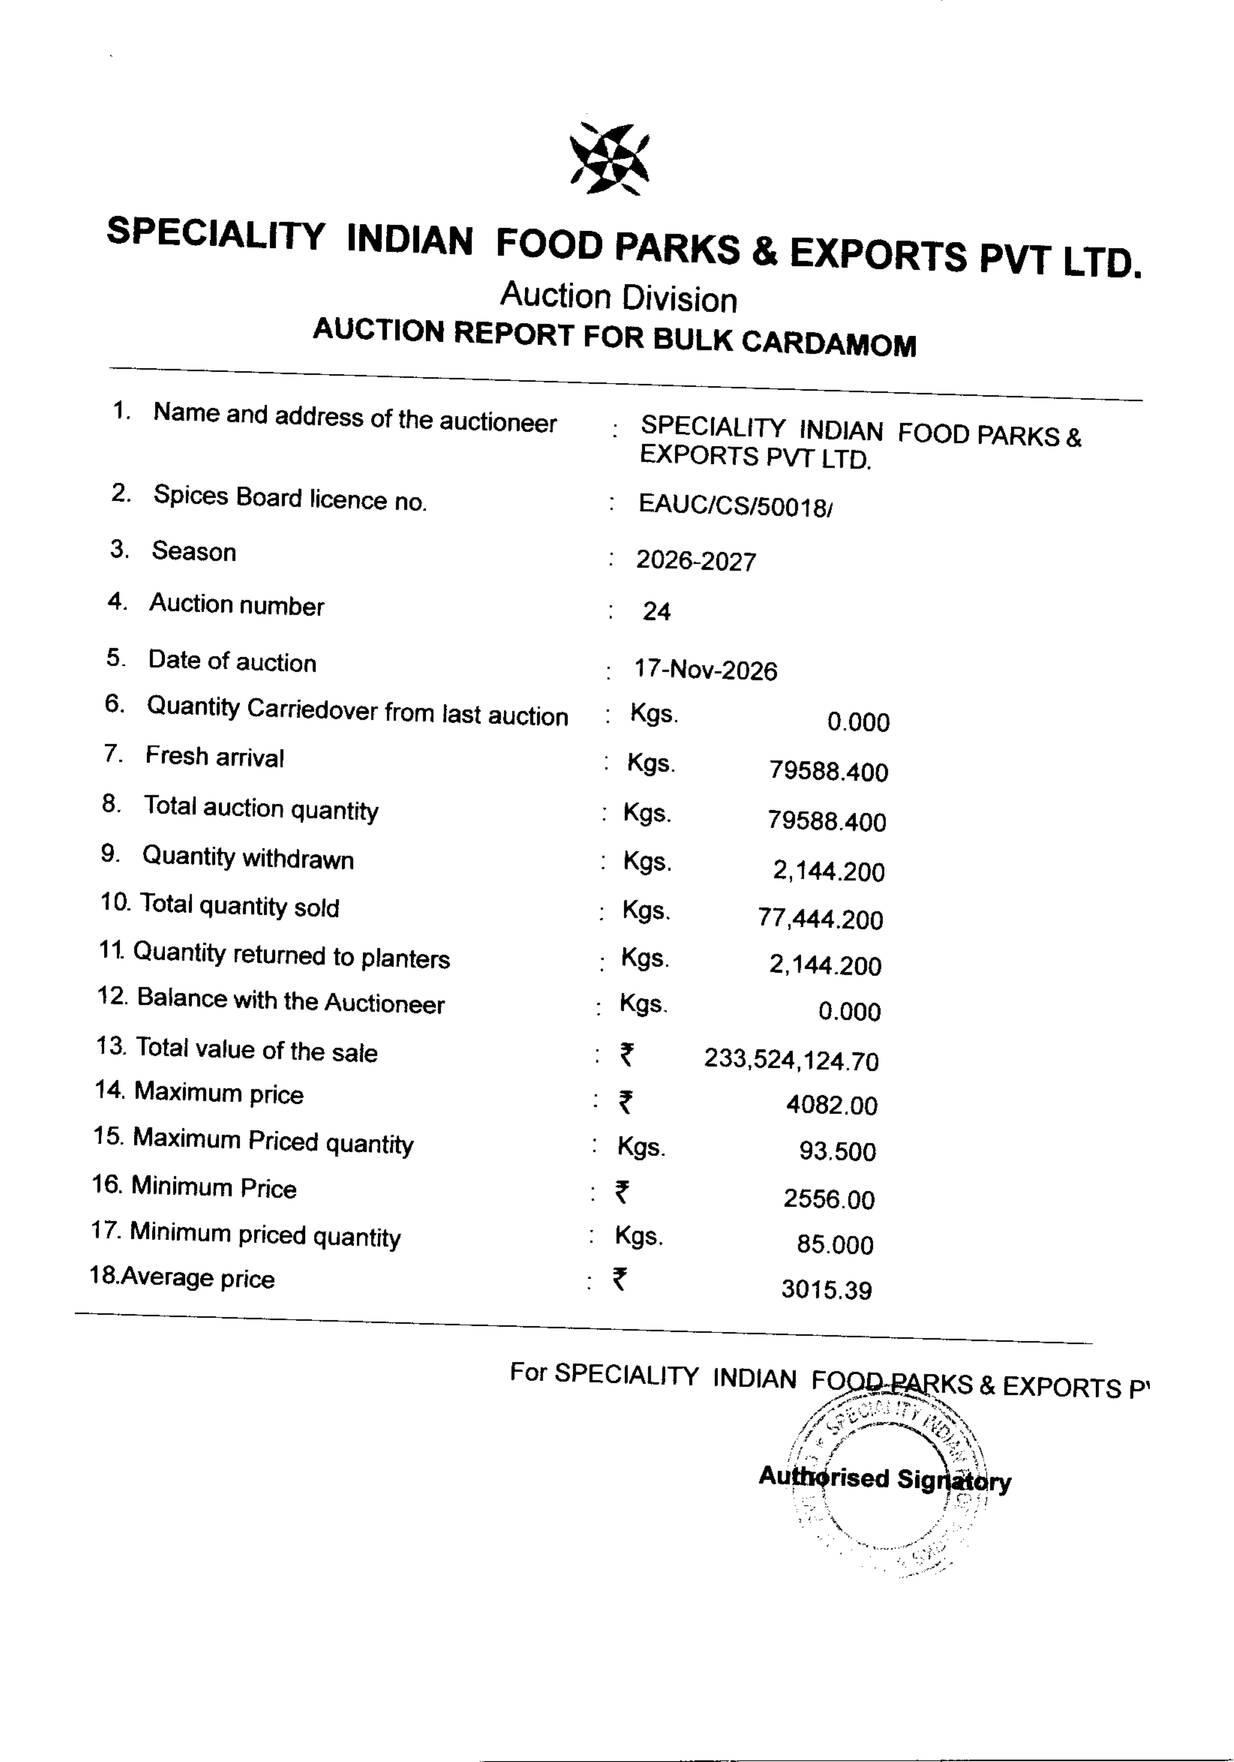 SPECIALITY INDIAN FOOD PARKS & EXPORTS PVT LTD.
Auction Division
AUCTION REPORT FOR BULK CARDAMOM
1. Name and address of the auctioneer : SPECIALITY INDIAN FOOD PARKS &
EXPORTS PVT LTD.
2. Spices Board licence no. : EAUC/CS/50018/
3. Season : 2026-2027
4. Auction number : 24
5. Date of auction : 17-Nov-2026
6. Quantity Carriedover from last auction : Kgs. 0.000
7. Fresh arrival : Kgs. 79588.400
8. Total auction quantity : Kgs. 79588.400
9. Quantity withdrawn : Kgs. 2,144.200
10. Total quantity sold : Kgs. 77,444.200
11. Quantity returned to planters : Kgs. 2,144.200
12. Balance with the Auctioneer : Kgs. 0.000
13. Total value of the sale : ₹ 233,524,124.70
14. Maximum price : ₹ 4082.00
15. Maximum Priced quantity : Kgs. 93.500
16. Minimum Price : ₹ 2556.00
17. Minimum priced quantity : Kgs. 85.000
18.Average price : ₹ 3015.39
For SPECIALITY INDIAN FOOD PARKS & EXPORTS P
SPECIALITY INDIAN
Authorised Signatory